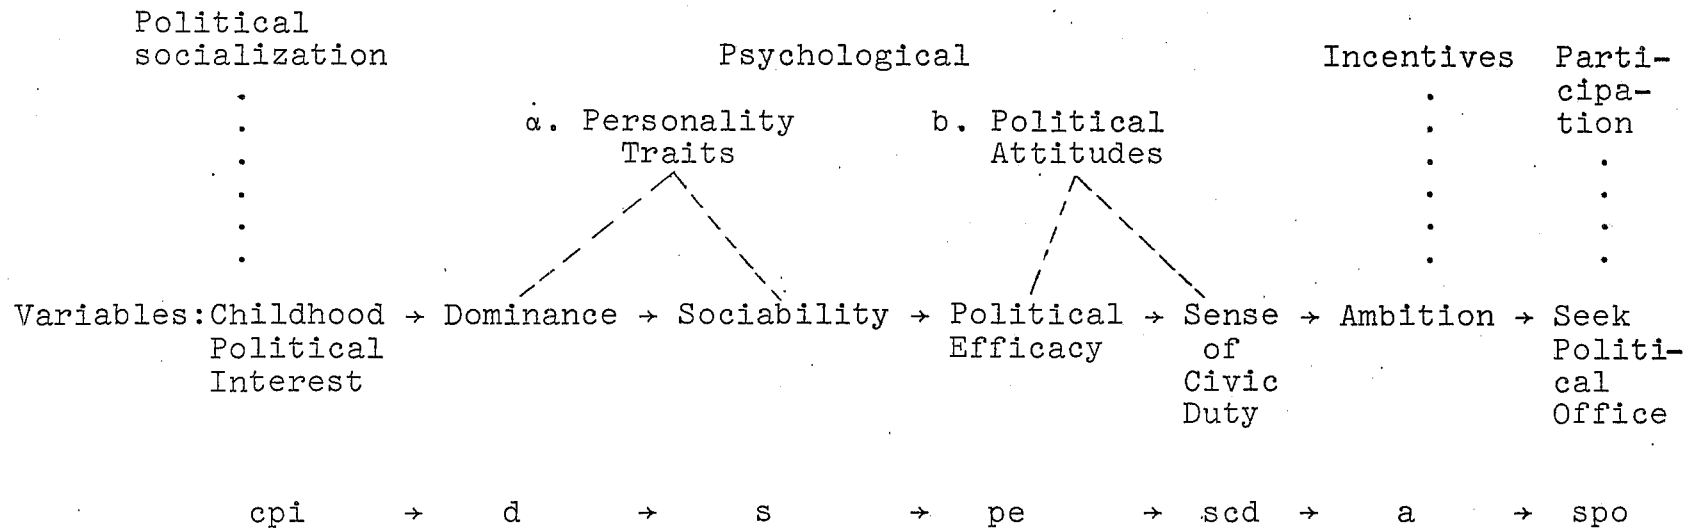 Political
socialization Psychological Incentives Parti-
cipa-
a. Personality b. Political tion
Traits Attitudes
Variables: Childhood → Dominance → Sociability → Political → Sense → Ambition → Seek
Political Efficacy of Politi-
Interest Civic cal
Duty Office
cpi → d → s → pe → scd → a → spo